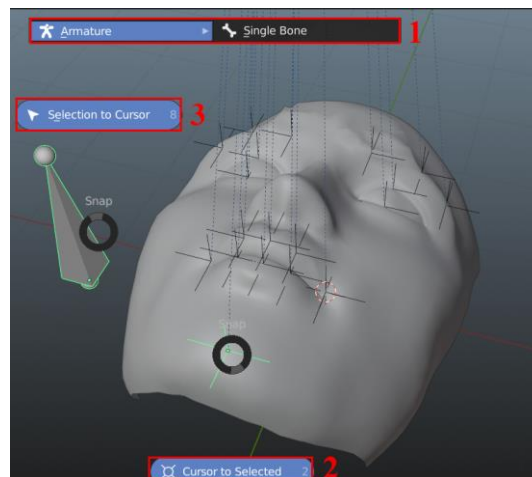 Armature Single Bone 1
Selection to Cursor 8 3
Snap
Snap
Cursor to Selected 2 2